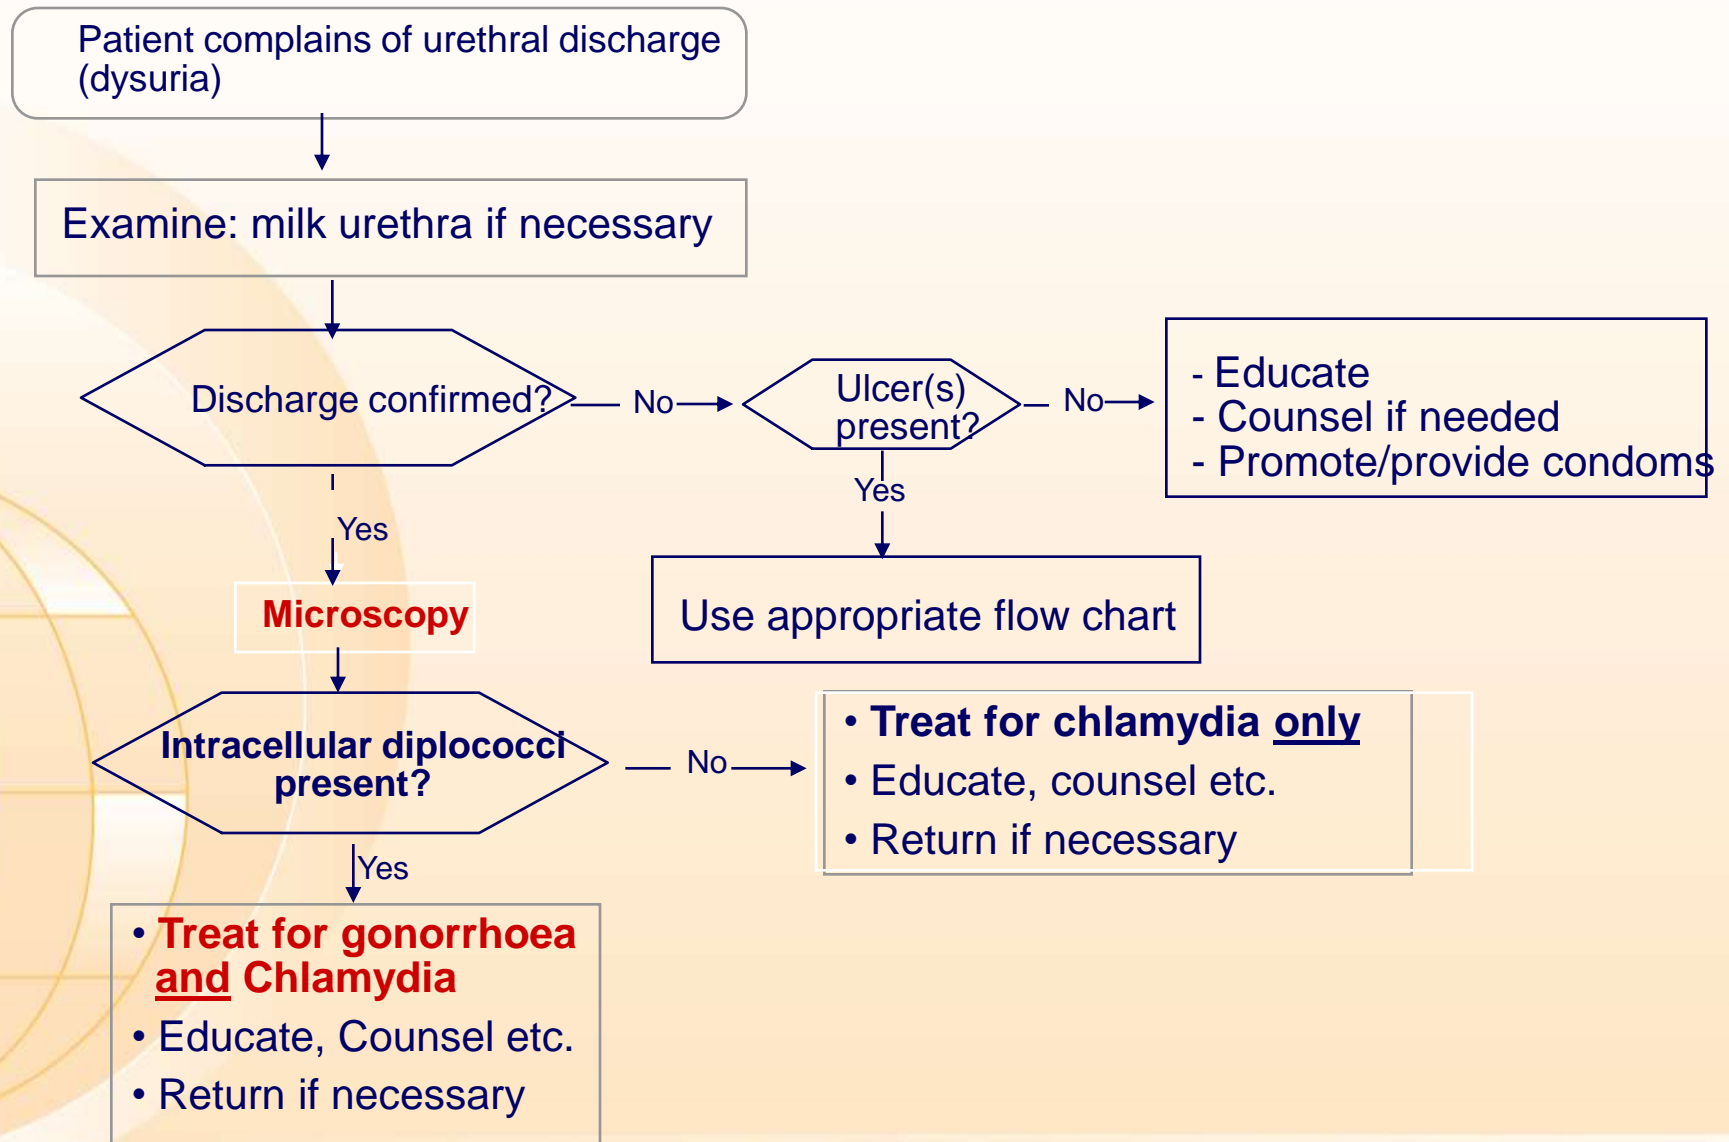 Patient complains of urethral discharge
(dysuria)
Examine: milk urethra if necessary
Discharge confirmed?
No
Ulcer(s)
present?
No
- Educate
- Counsel if needed
- Promote/provide condoms
Yes
Yes
Use appropriate flow chart
Microscopy
Intracellular diplococci
present?
No
• Treat for chlamydia only
• Educate, counsel etc.
• Return if necessary
Yes
• Treat for gonorrhoea
and Chlamydia
• Educate, Counsel etc.
• Return if necessary